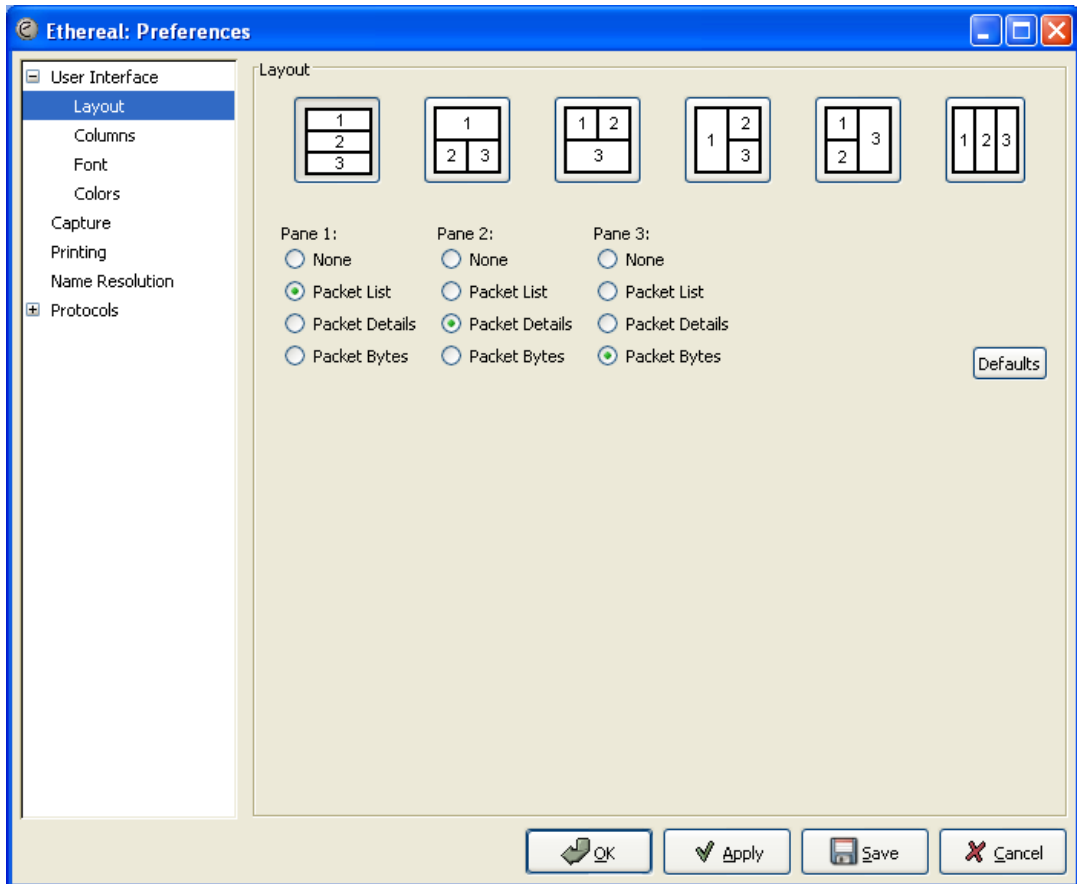 Ethereal: Preferences
User Interface
Layout
Columns
Font
Colors
Capture
Printing
Name Resolution
Protocols
Layout
1
2
3
1
2 3
1 2
3
1
2
3
1
2
3
1 2 3
Pane 1:
None
Packet List
Packet Details
Packet Bytes
Pane 2:
None
Packet List
Packet Details
Packet Bytes
Pane 3:
None
Packet List
Packet Details
Packet Bytes
Defaults
OK
Apply
Save
Cancel